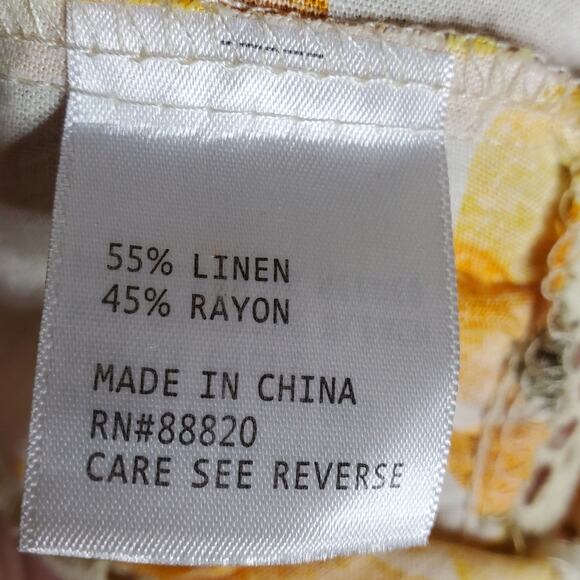 55% LINEN
45% RAYON
MADE IN CHINA
RN#88820
CARE SEE REVERSE